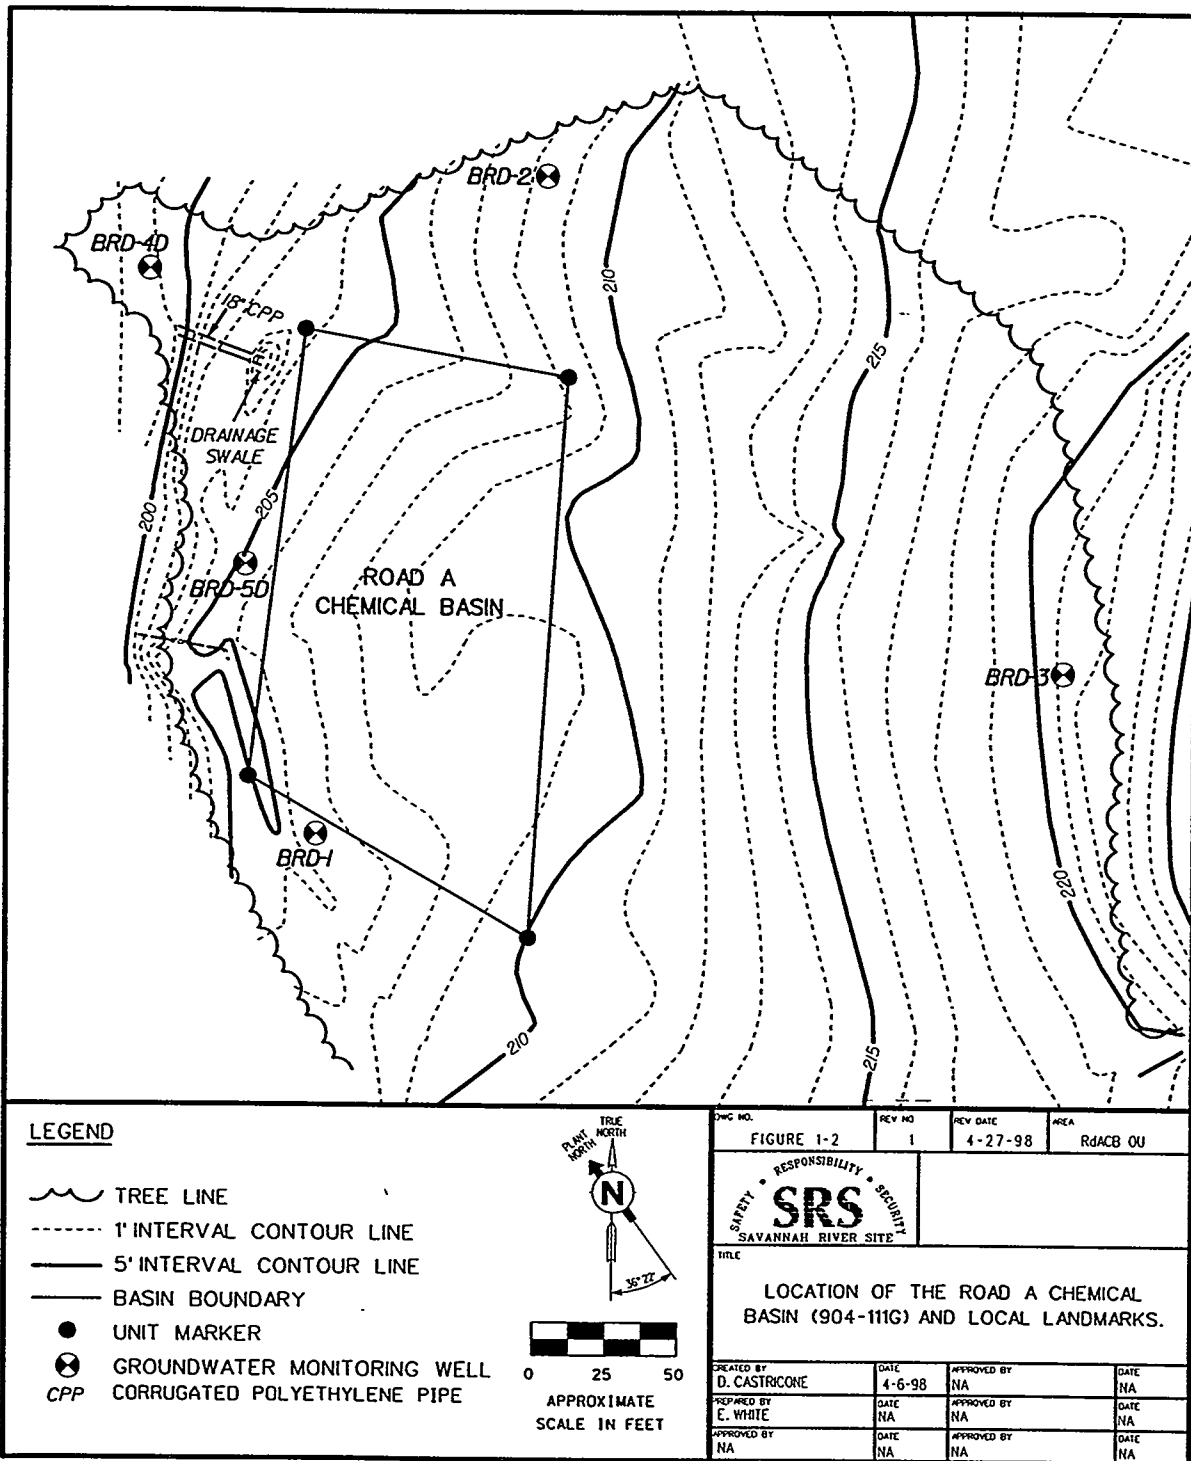 BRD-2
BRD-4D
18" CPP
210
215
DRAINAGE
SWALE
205
200
BRD-5D
ROAD A
CHEMICAL BASIN
BRD-3
BRD-1
220
210
215
LEGEND
TREE LINE
1' INTERVAL CONTOUR LINE
5' INTERVAL CONTOUR LINE
BASIN BOUNDARY
UNIT MARKER
GROUNDWATER MONITORING WELL
CPP CORRUGATED POLYETHYLENE PIPE
PLANT
NORTH
TRUE
NORTH
N
36°22'
0 25 50
APPROXIMATE
SCALE IN FEET
DWG NO.
FIGURE 1-2
REV NO
1
REV DATE
4-27-98
AREA
RdACB OU
SAFETY • RESPONSIBILITY • SECURITY
SRS
SAVANNAH RIVER SITE
TITLE
LOCATION OF THE ROAD A CHEMICAL
BASIN (904-111G) AND LOCAL LANDMARKS.
CREATED BY
D. CASTRICONE
DATE
4-6-98
APPROVED BY
NA
DATE
NA
PREPARED BY
E. WHITE
DATE
NA
APPROVED BY
NA
DATE
NA
APPROVED BY
NA
DATE
NA
APPROVED BY
NA
DATE
NA